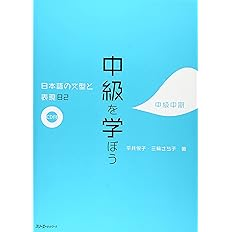 中級を学ぼう
日本語の文型と
表現82
CD付
中級中期
平井悦子・三輪さち子 著
スリーエーネットワーク